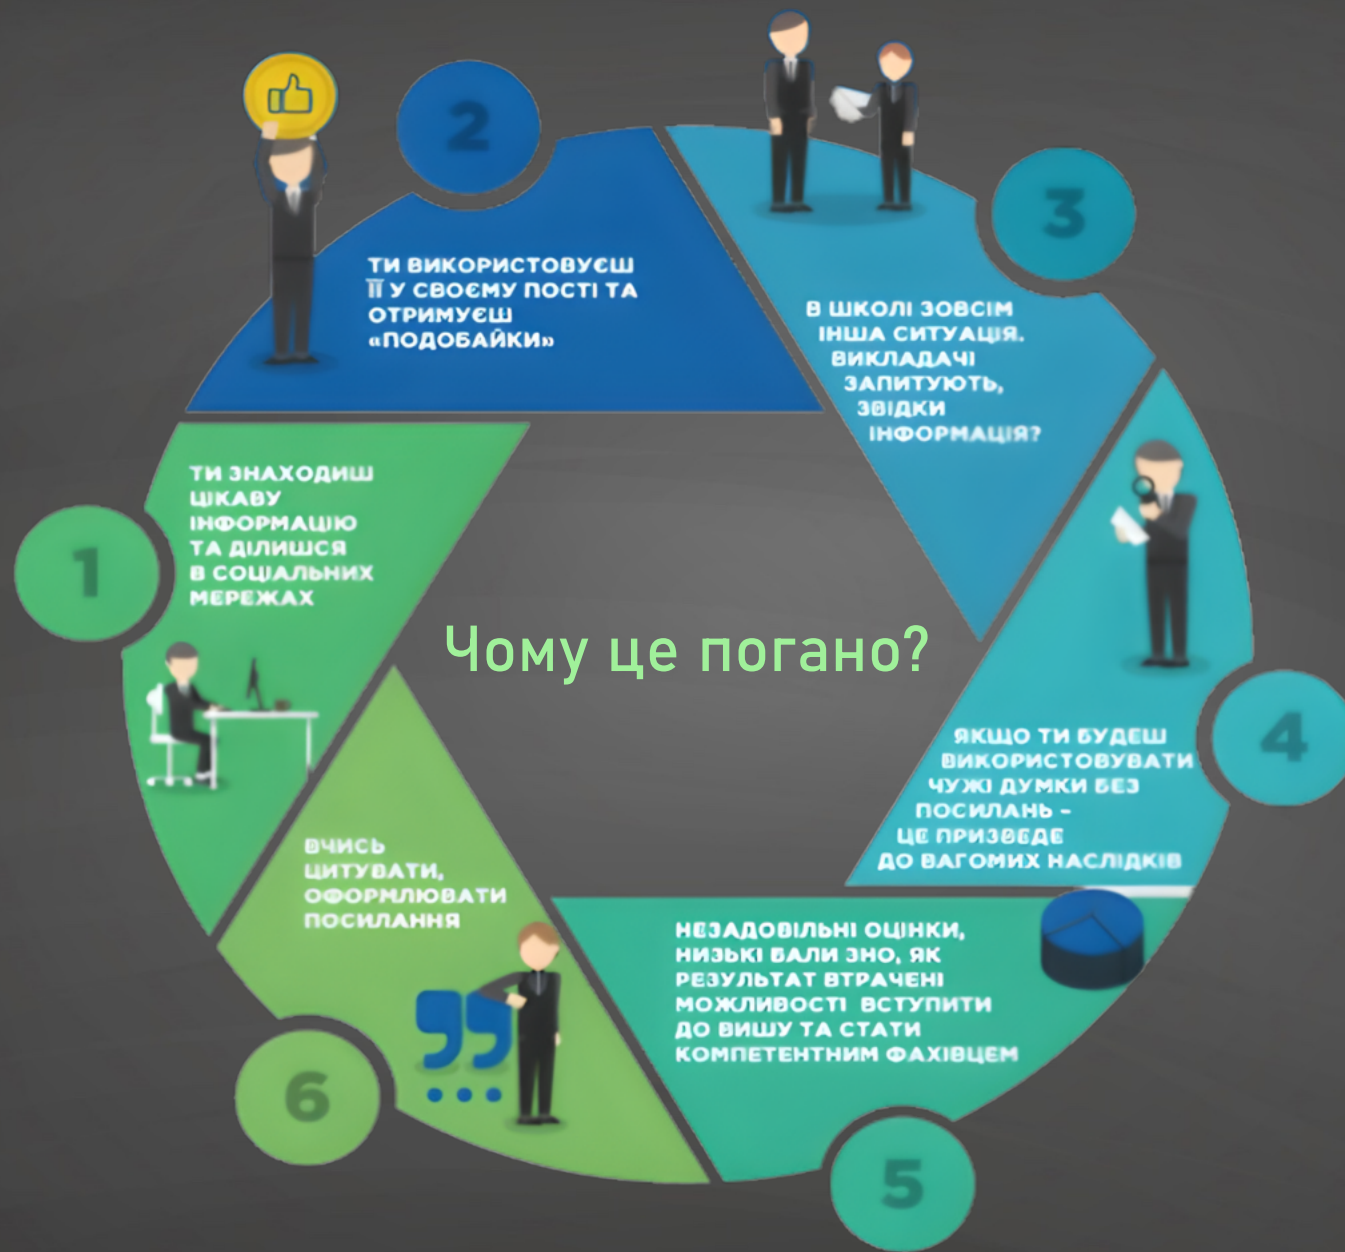 Чому це погано?
1
ТИ ЗНАХОДИШ
ЦІКАВУ
ІНФОРМАЦІЮ
ТА ДІЛИШСЯ
В СОЦІАЛЬНИХ
МЕРЕЖАХ
2
ТИ ВИКОРИСТОВУЄШ
ЇЇ У СВОЄМУ ПОСТІ ТА
ОТРИМУЄШ
«ПОДОБАЙКИ»
3
В ШКОЛІ ЗОВСІМ
ІНША СИТУАЦІЯ.
ВИКЛАДАЧІ
ЗАПИТУЮТЬ,
ЗВІДКИ
ІНФОРМАЦІЯ?
4
ЯКЩО ТИ БУДЕШ
ВИКОРИСТОВУВАТИ
ЧУЖІ ДУМКИ БЕЗ
ПОСИЛАНЬ –
ЦЕ ПРИЗВЕДЕ
ДО ВАГОМИХ НАСЛІДКІВ
5
НЕЗАДОВІЛЬНІ ОЦІНКИ,
НИЗЬКІ БАЛИ ЗНО, ЯК
РЕЗУЛЬТАТ ВТРАЧЕНІ
МОЖЛИВОСТІ ВСТУПИТИ
ДО ВИШУ ТА СТАТИ
КОМПЕТЕНТНИМ ФАХІВЦЕМ
6
ВЧИСЬ
ЦИТУВАТИ,
ОФОРМЛЮВАТИ
ПОСИЛАННЯ